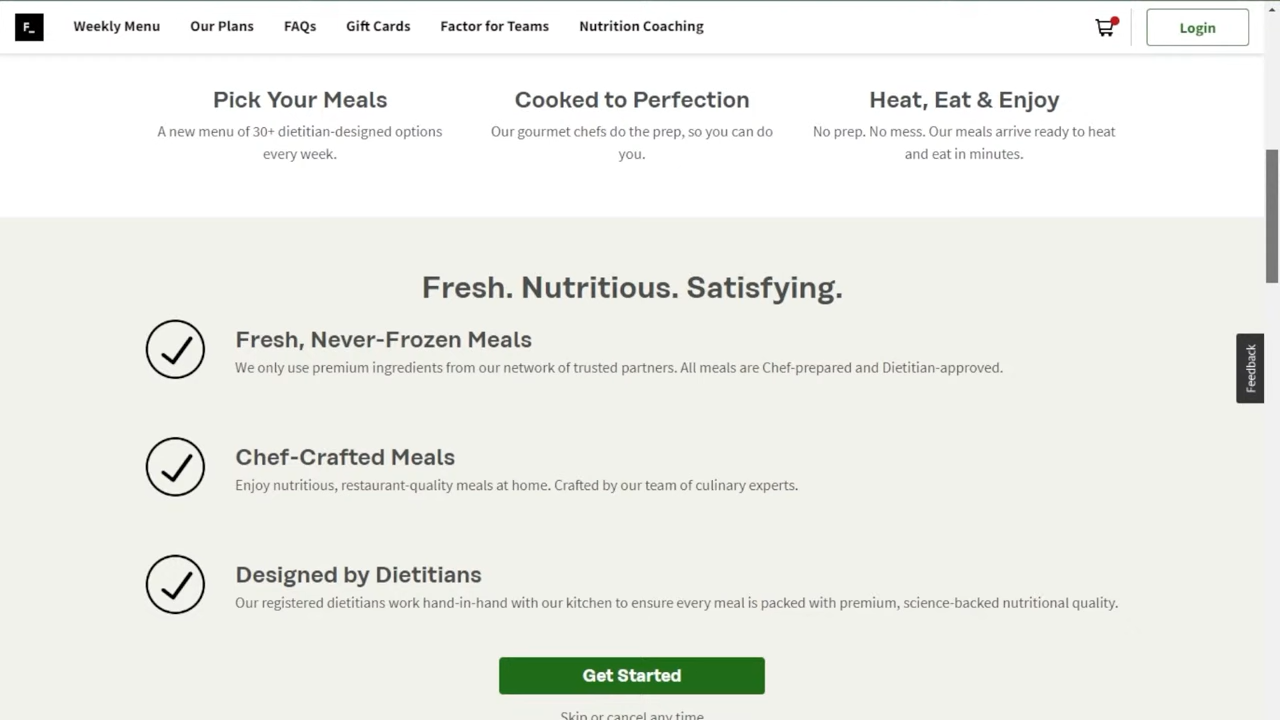 F_
Weekly Menu
Our Plans
FAQs
Gift Cards
Factor for Teams
Nutrition Coaching
Login
Pick Your Meals
A new menu of 30+ dietitian-designed options
every week.
Cooked to Perfection
Our gourmet chefs do the prep, so you can do
you.
Heat, Eat & Enjoy
No prep. No mess. Our meals arrive ready to heat
and eat in minutes.
Fresh. Nutritious. Satisfying.
Fresh, Never-Frozen Meals
We only use premium ingredients from our network of trusted partners. All meals are Chef-prepared and Dietitian-approved.
Feedback
Chef-Crafted Meals
Enjoy nutritious, restaurant-quality meals at home. Crafted by our team of culinary experts.
Designed by Dietitians
Our registered dietitians work hand-in-hand with our kitchen to ensure every meal is packed with premium, science-backed nutritional quality.
Get Started
Skip or cancel any time